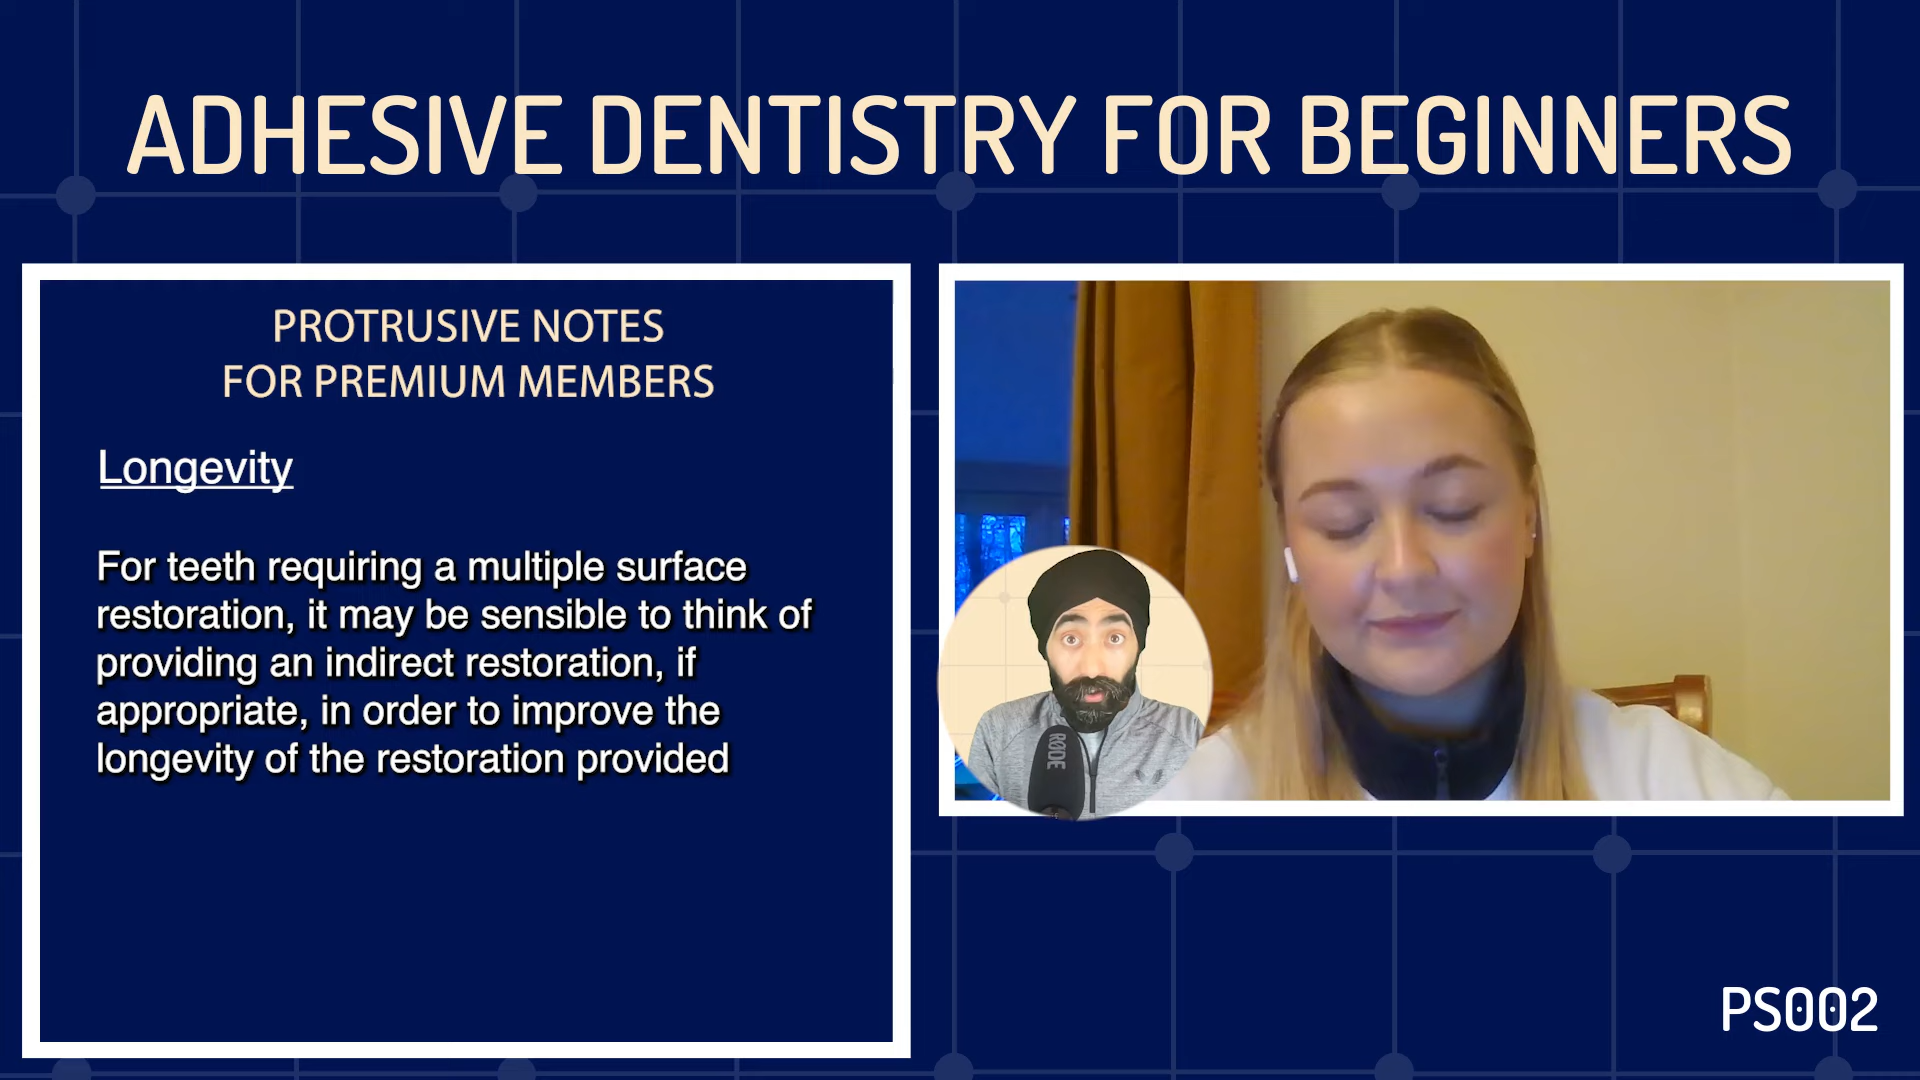 ADHESIVE DENTISTRY FOR BEGINNERS
PROTRUSIVE NOTES
FOR PREMIUM MEMBERS
Longevity
For teeth requiring a multiple surface
restoration, it may be sensible to think of
providing an indirect restoration, if
appropriate, in order to improve the
longevity of the restoration provided
RØDE
PS002